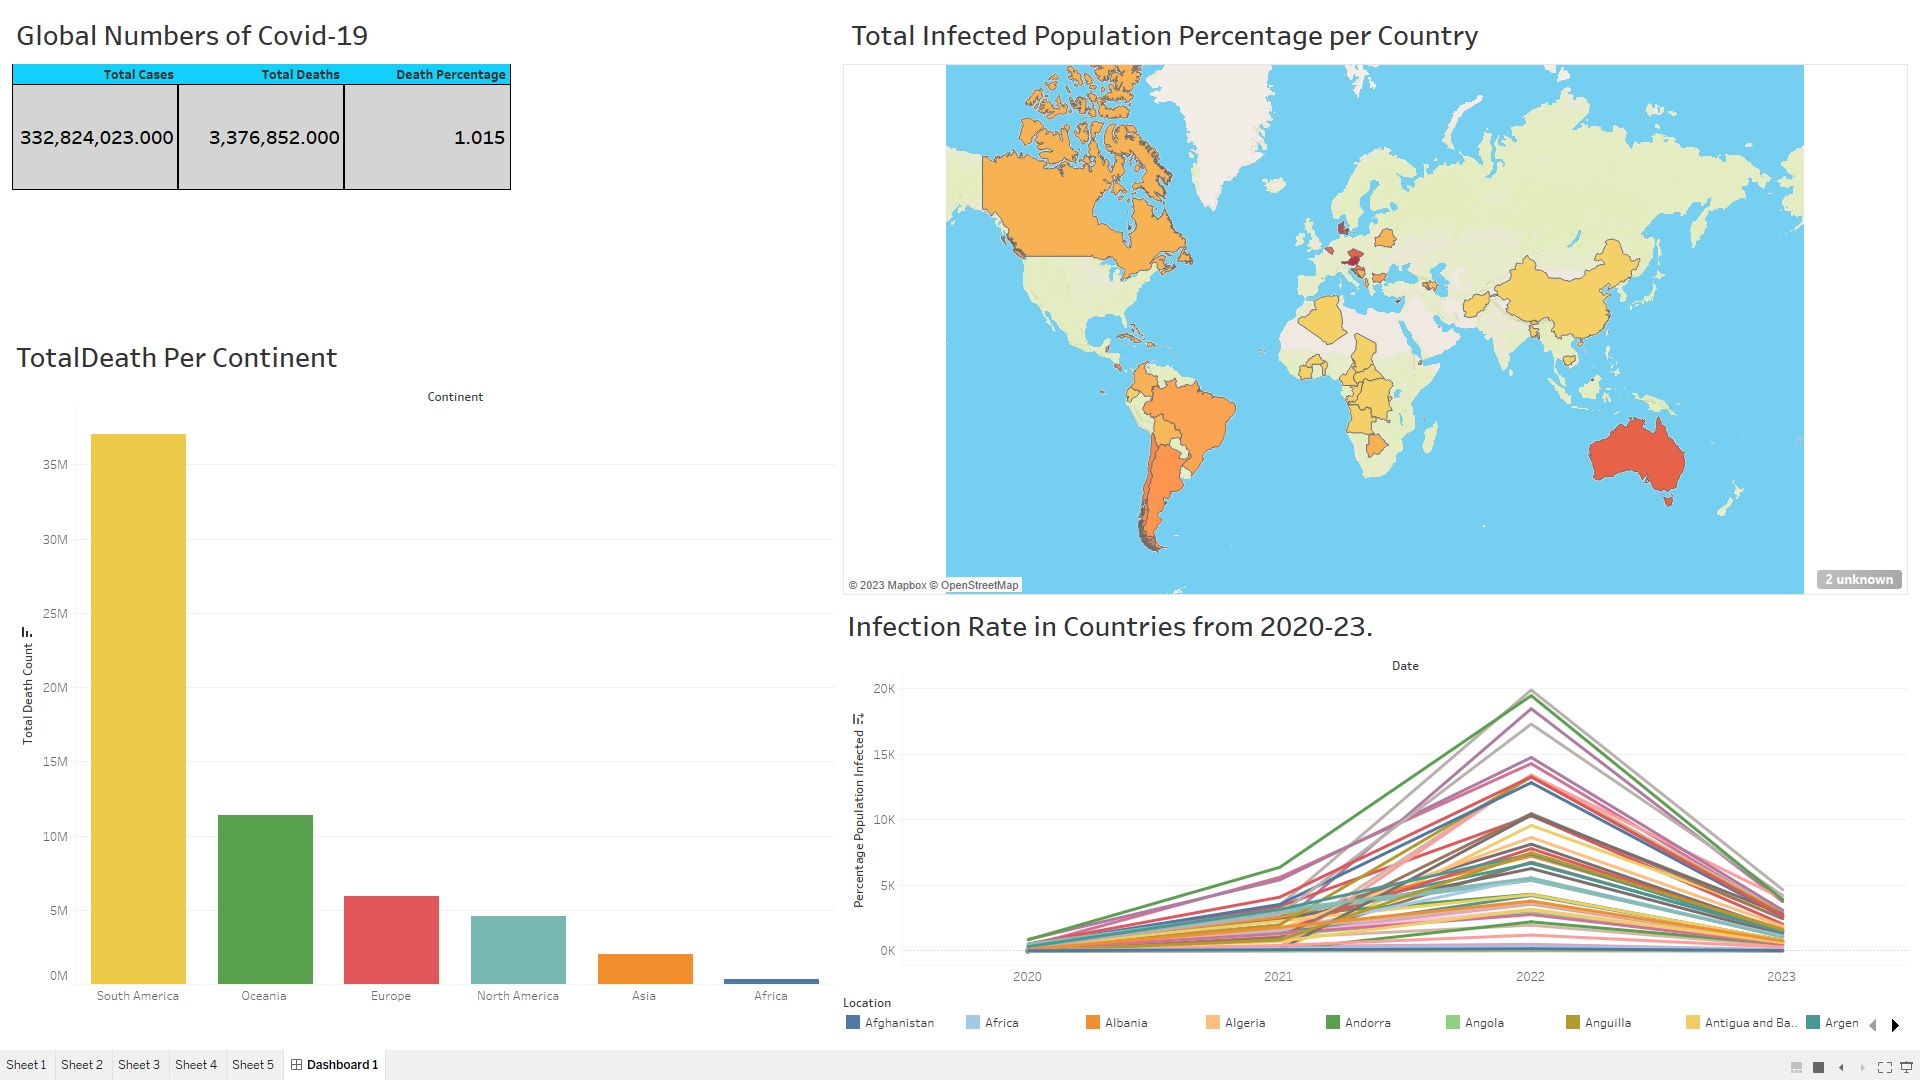 Global Numbers of Covid-19
Total Cases Total Deaths Death Percentage
332,824,023.000 3,376,852.000 1.015
TotalDeath Per Continent
Continent
Total Death Count
35M
30M
25M
20M
15M
10M
5M
0M
South America Oceania Europe North America Asia Africa
Total Infected Population Percentage per Country
© 2023 Mapbox © OpenStreetMap
2 unknown
Infection Rate in Countries from 2020-23.
Date
Percentage Population Infected
20K
15K
10K
5K
0K
2020 2021 2022 2023
Location
Afghanistan Africa Albania Algeria Andorra Angola Anguilla Antigua and Ba.. Argen
Sheet 1 Sheet 2 Sheet 3 Sheet 4 Sheet 5 Dashboard 1